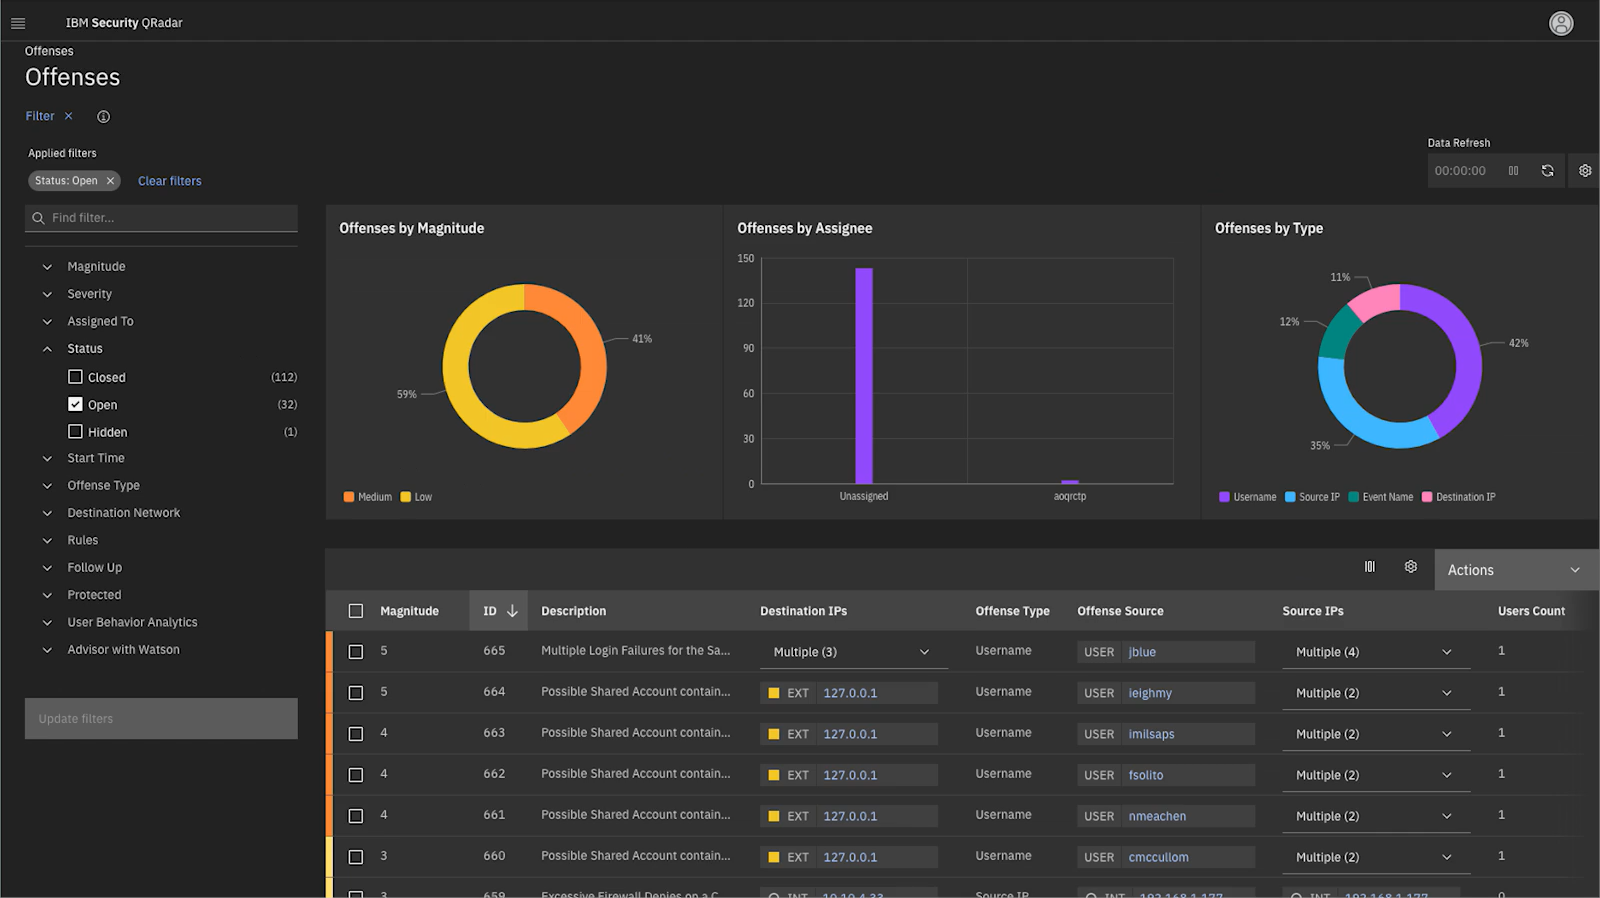 IBM Security QRadar
Offenses
Offenses
Filter
Applied filters
Status: Open
Clear filters
Data Refresh
00:00:00
Find filter...
Magnitude
Severity
Assigned To
Status
Closed (112)
Open (32)
Hidden (1)
Start Time
Offense Type
Destination Network
Rules
Follow Up
Protected
User Behavior Analytics
Advisor with Watson
Update filters
Offenses by Magnitude
41%
59%
Medium Low
Offenses by Assignee
150
120
90
60
30
0
Unassigned aoqrctp
Offenses by Type
11%
12%
42%
35%
Username Source IP Event Name Destination IP
Actions
Magnitude ID Description Destination IPs Offense Type Offense Source Source IPs Users Count
5 665 Multiple Login Failures for the Sa... Multiple (3) Username USER jblue Multiple (4) 1
5 664 Possible Shared Account contain... EXT 127.0.0.1 Username USER ieighmy Multiple (2) 1
4 663 Possible Shared Account contain... EXT 127.0.0.1 Username USER imilsaps Multiple (2) 1
4 662 Possible Shared Account contain... EXT 127.0.0.1 Username USER fsolito Multiple (2) 1
4 661 Possible Shared Account contain... EXT 127.0.0.1 Username USER nmeachen Multiple (2) 1
3 660 Possible Shared Account contain... EXT 127.0.0.1 Username USER cmccullom Multiple (2) 1
3 659 Excessive Firewall Denies on a C... INT 10.10.4.33 Source IP INT 192.168.1.177 INT 192.168.1.177 0